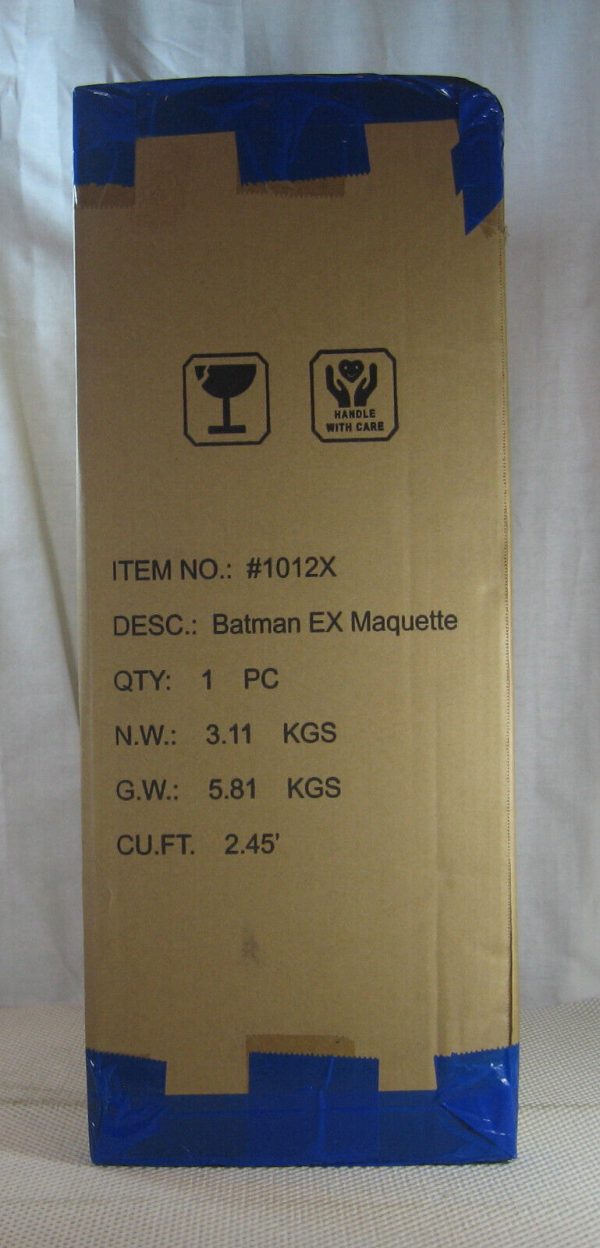 HANDLE
WITH CARE
ITEM NO.: #1012X
DESC.: Batman EX Maquette
QTY: 1 PC
N.W.: 3.11 KGS
G.W.: 5.81 KGS
CU.FT. 2.45'